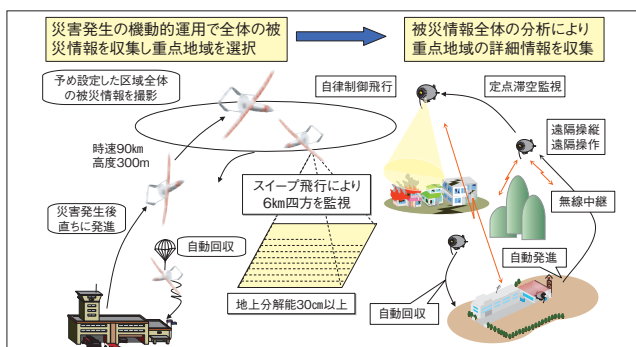 災害発生の機動的運用で全体の被
災情報を収集し重点地域を選択
被災情報全体の分析により
重点地域の詳細情報を収集
予め設定した区域全体
の被災情報を撮影
時速90km
高度300m
災害発生後
直ちに発進
自動回収
スイープ飛行により
6km四方を監視
地上分解能30cm以上
自律制御飛行
定点滞空監視
遠隔操縦
遠隔操作
無線中継
自動発進
自動回収